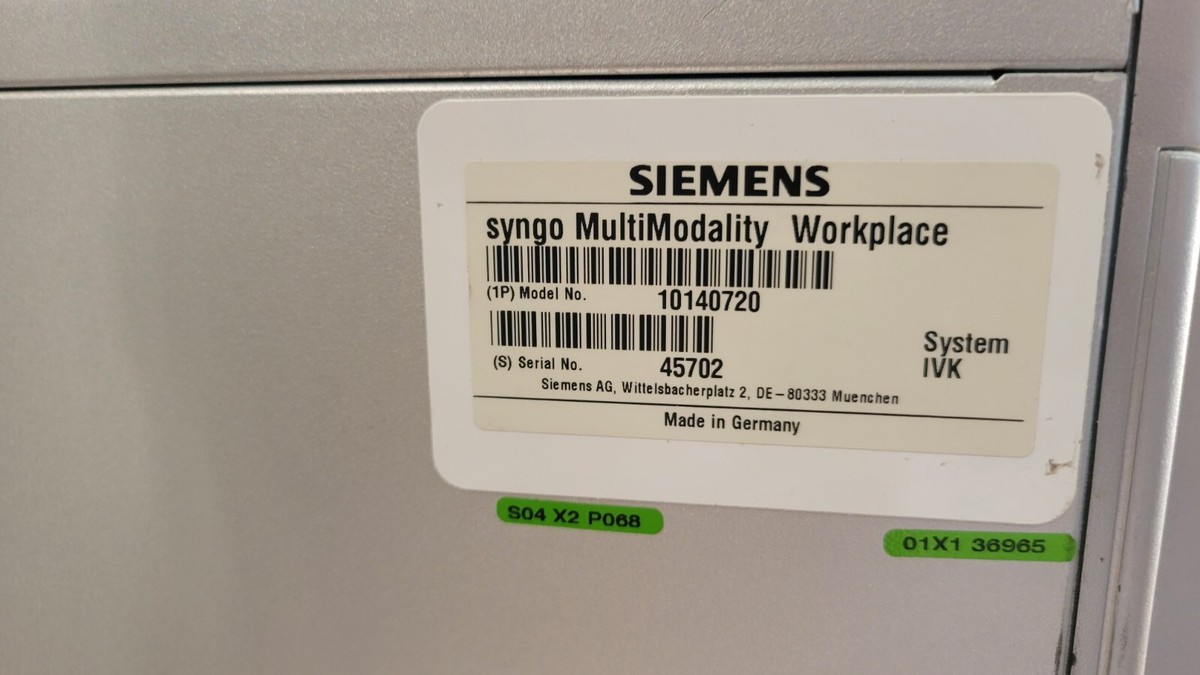 SIEMENS
syngo MultiModality Workplace
(1P) Model No. 10140720
System
IVK
(S) Serial No. 45702
Siemens AG, Wittelsbacherplatz 2, DE-80333 Muenchen
Made in Germany
S04 X2 P068
01X1 36965